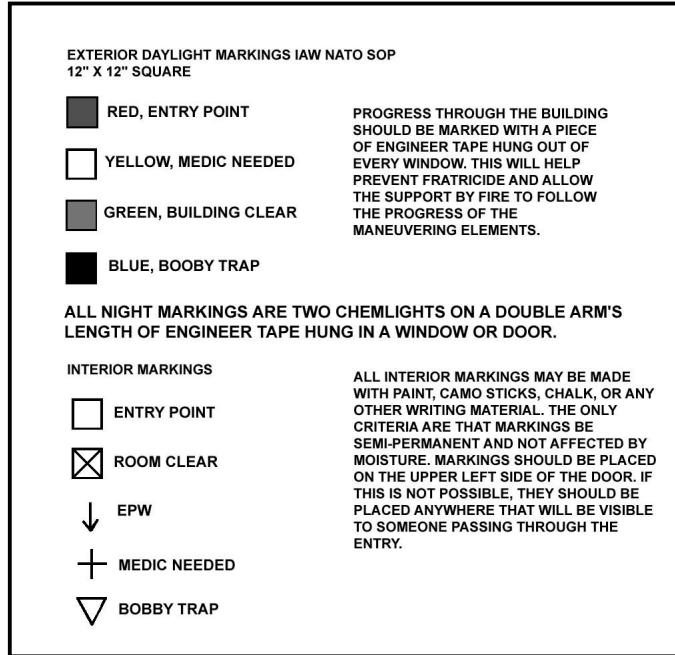 EXTERIOR DAYLIGHT MARKINGS IAW NATO SOP
12" X 12" SQUARE
RED, ENTRY POINT
YELLOW, MEDIC NEEDED
GREEN, BUILDING CLEAR
BLUE, BOOBY TRAP
PROGRESS THROUGH THE BUILDING
SHOULD BE MARKED WITH A PIECE
OF ENGINEER TAPE HUNG OUT OF
EVERY WINDOW. THIS WILL HELP
PREVENT FRATRICIDE AND ALLOW
THE SUPPORT BY FIRE TO FOLLOW
THE PROGRESS OF THE
MANEUVERING ELEMENTS.
ALL NIGHT MARKINGS ARE TWO CHEMLIGHTS ON A DOUBLE ARM'S
LENGTH OF ENGINEER TAPE HUNG IN A WINDOW OR DOOR.
INTERIOR MARKINGS
ENTRY POINT
ROOM CLEAR
EPW
MEDIC NEEDED
BOBBY TRAP
ALL INTERIOR MARKINGS MAY BE MADE
WITH PAINT, CAMO STICKS, CHALK, OR ANY
OTHER WRITING MATERIAL. THE ONLY
CRITERIA ARE THAT MARKINGS BE
SEMI-PERMANENT AND NOT AFFECTED BY
MOISTURE. MARKINGS SHOULD BE PLACED
ON THE UPPER LEFT SIDE OF THE DOOR. IF
THIS IS NOT POSSIBLE, THEY SHOULD BE
PLACED ANYWHERE THAT WILL BE VISIBLE
TO SOMEONE PASSING THROUGH THE
ENTRY.